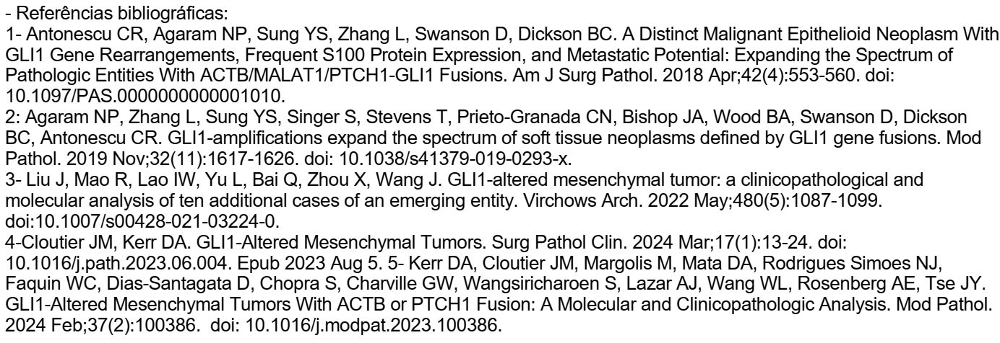 - Referências bibliográficas:
1- Antonescu CR, Agaram NP, Sung YS, Zhang L, Swanson D, Dickson BC. A Distinct Malignant Epithelioid Neoplasm With
GLI1 Gene Rearrangements, Frequent S100 Protein Expression, and Metastatic Potential: Expanding the Spectrum of
Pathologic Entities With ACTB/MALAT1/PTCH1-GLI1 Fusions. Am J Surg Pathol. 2018 Apr;42(4):553-560. doi:
10.1097/PAS.0000000000001010.
2: Agaram NP, Zhang L, Sung YS, Singer S, Stevens T, Prieto-Granada CN, Bishop JA, Wood BA, Swanson D, Dickson
BC, Antonescu CR. GLI1-amplifications expand the spectrum of soft tissue neoplasms defined by GLI1 gene fusions. Mod
Pathol. 2019 Nov;32(11):1617-1626. doi: 10.1038/s41379-019-0293-x.
3- Liu J, Mao R, Lao IW, Yu L, Bai Q, Zhou X, Wang J. GLI1-altered mesenchymal tumor: a clinicopathological and
molecular analysis of ten additional cases of an emerging entity. Virchows Arch. 2022 May;480(5):1087-1099.
doi:10.1007/s00428-021-03224-0.
4-Cloutier JM, Kerr DA. GLI1-Altered Mesenchymal Tumors. Surg Pathol Clin. 2024 Mar;17(1):13-24. doi:
10.1016/j.path.2023.06.004. Epub 2023 Aug 5. 5- Kerr DA, Cloutier JM, Margolis M, Mata DA, Rodrigues Simoes NJ,
Faquin WC, Dias-Santagata D, Chopra S, Charville GW, Wangsiricharoen S, Lazar AJ, Wang WL, Rosenberg AE, Tse JY.
GLI1-Altered Mesenchymal Tumors With ACTB or PTCH1 Fusion: A Molecular and Clinicopathologic Analysis. Mod Pathol.
2024 Feb;37(2):100386.  doi: 10.1016/j.modpat.2023.100386.